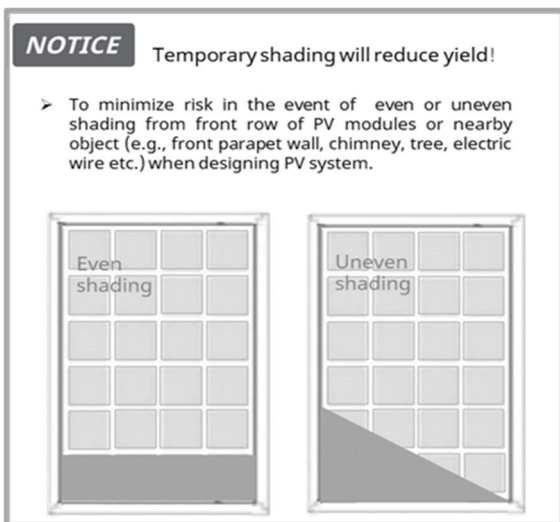 NOTICE
Temporary shading will reduce yield!
➢ To minimize risk in the event of even or uneven
shading from front row of PV modules or nearby
object (e.g., front parapet wall, chimney, tree, electric
wire etc.) when designing PV system.
Even
shading
Uneven
shading